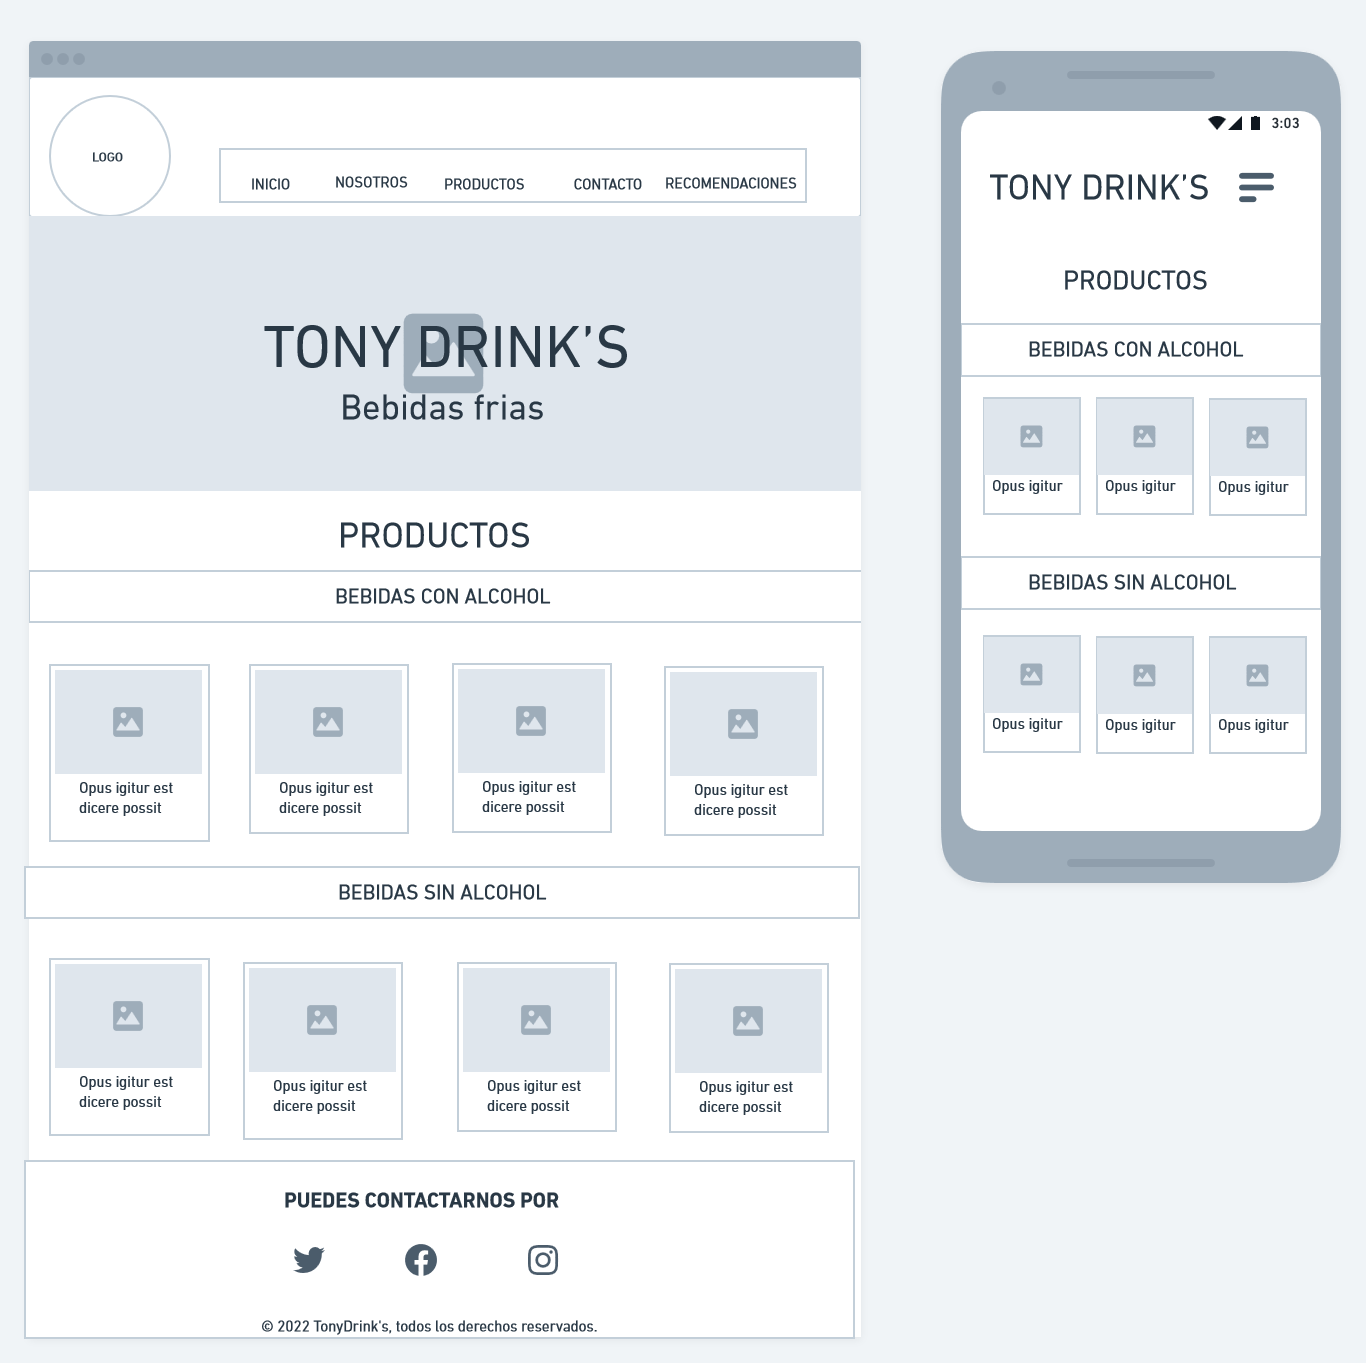 LOGO
INICIO NOSOTROS PRODUCTOS CONTACTO RECOMENDACIONES
TONY DRINK’S
Bebidas frias
PRODUCTOS
BEBIDAS CON ALCOHOL
Opus igitur est
dicere possit
Opus igitur est
dicere possit
Opus igitur est
dicere possit
Opus igitur est
dicere possit
BEBIDAS SIN ALCOHOL
Opus igitur est
dicere possit
Opus igitur est
dicere possit
Opus igitur est
dicere possit
Opus igitur est
dicere possit
PUEDES CONTACTARNOS POR
© 2022 TonyDrink's, todos los derechos reservados.
3:03
TONY DRINK’S
PRODUCTOS
BEBIDAS CON ALCOHOL
Opus igitur
Opus igitur
Opus igitur
BEBIDAS SIN ALCOHOL
Opus igitur
Opus igitur
Opus igitur